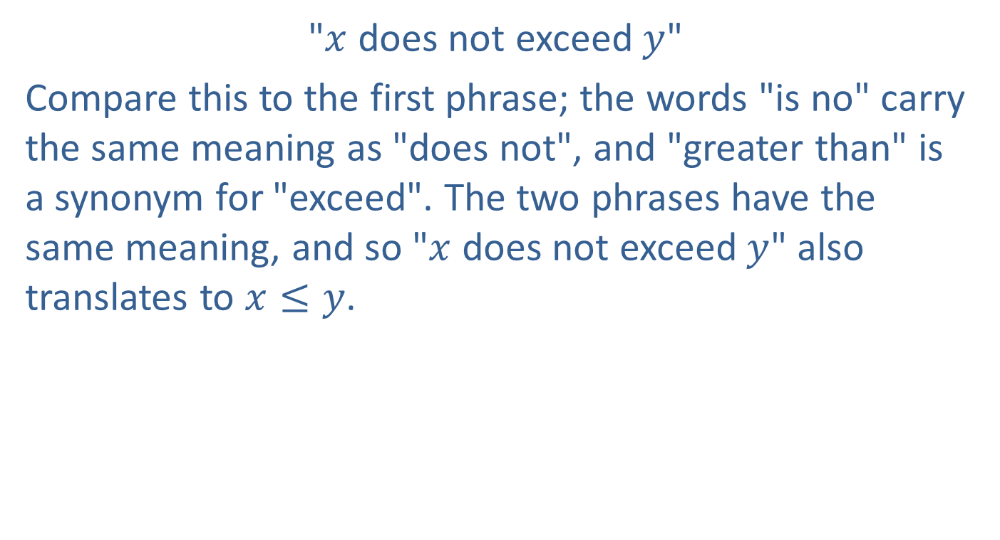 "x does not exceed y"
Compare this to the first phrase; the words "is no" carry
the same meaning as "does not", and "greater than" is
a synonym for "exceed". The two phrases have the
same meaning, and so "x does not exceed y" also
translates to x ≤ y.